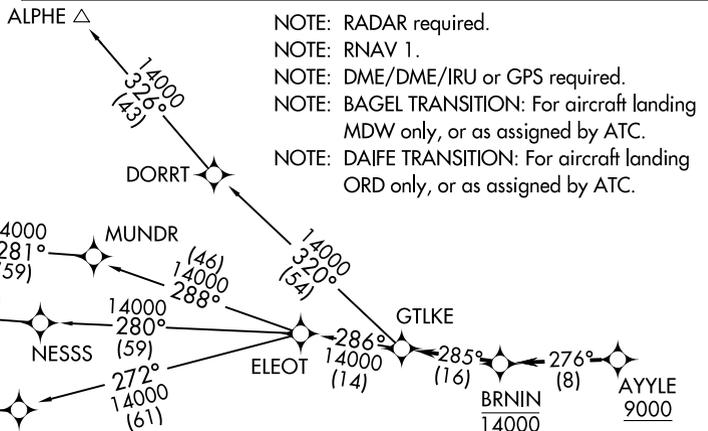 ALPHE
14000
326°
(43)
NOTE: RADAR required.
NOTE: RNAV 1.
NOTE: DME/DME/IRU or GPS required.
NOTE: BAGEL TRANSITION: For aircraft landing
MDW only, or as assigned by ATC.
NOTE: DAIFE TRANSITION: For aircraft landing
ORD only, or as assigned by ATC.
DORRT
14000
320°
(54)
MUNDR
4000
281°
59)
(46)
14000
288°
14000
280°
(59)
NESSS
272°
14000
(61)
ELEOT
286°
14000
(14)
GTLKE
285°
(16)
BRNIN
14000
276°
(8)
AYYLE
9000